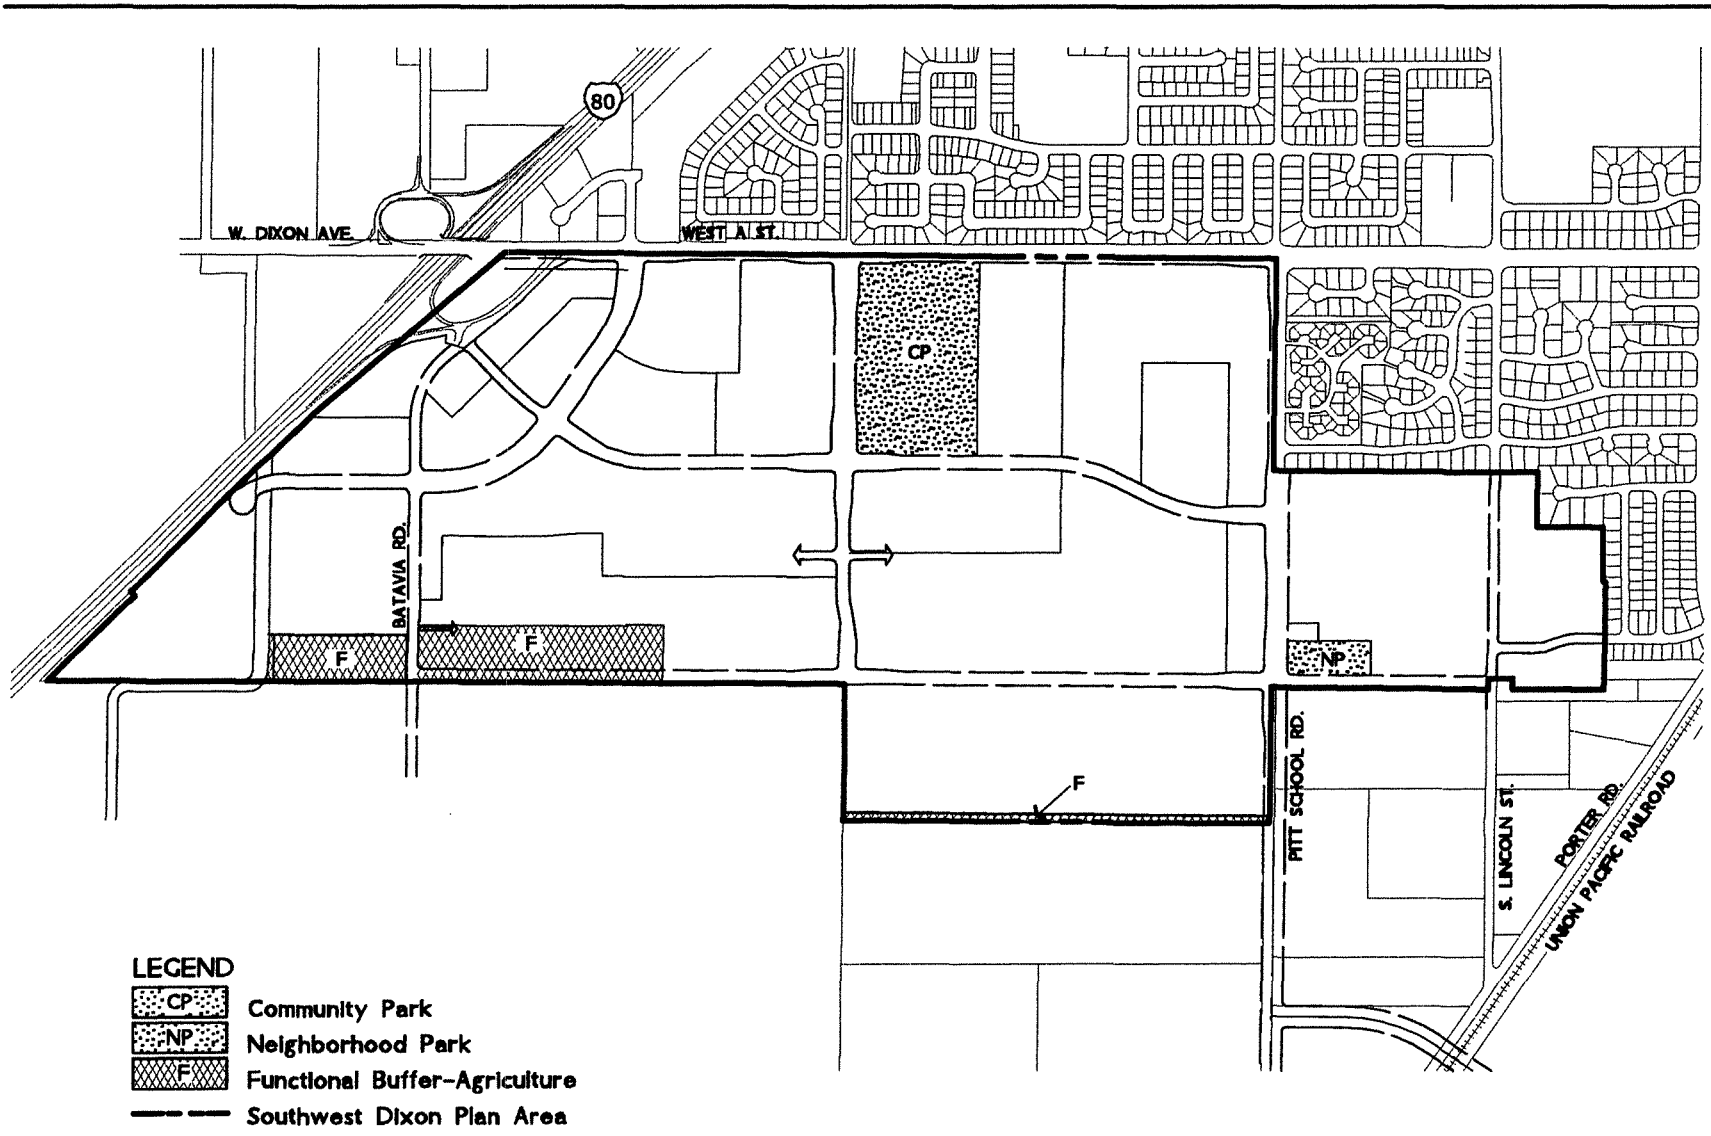 80
W. DIXON AVE.
WEST A ST.
CP
BATAVIA RD.
F
F
NP
F
PITT SCHOOL RD.
S. LINCOLN ST.
PORTER RD.
UNION PACIFIC RAILROAD
LEGEND
CP Community Park
NP Neighborhood Park
F Functional Buffer-Agriculture
Southwest Dixon Plan Area